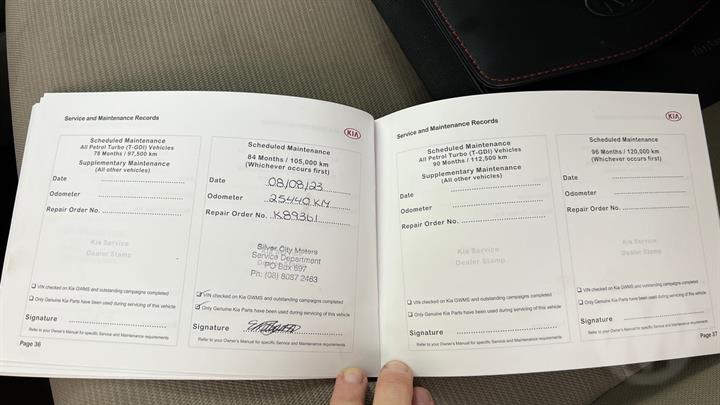 Service and Maintenance Records
KIA
Scheduled Maintenance
All Petrol Turbo (T-GDI) Vehicles
78 Months / 97,500 km
Supplementary Maintenance
(All other vehicles)
Date
Odometer
Repair Order No.
Kia Service
Dealer Stamp
VIN checked on Kia GWMS and outstanding campaigns completed
Only Genuine Kia Parts have been used during servicing of this vehicle
Signature
Refer to your Owner's Manual for specific Service and Maintenance requirements
Page 36
Scheduled Maintenance
84 Months / 105,000 km
(Whichever occurs first)
Date 08/08/23
Odometer 25440 KM
Repair Order No. K89361
Silver City Motors
Service Department
PO Box 697
Ph: (08) 8087 2463
VIN checked on Kia GWMS and outstanding campaigns completed
Only Genuine Kia Parts have been used during servicing of this vehicle
Signature
Refer to your Owner's Manual for specific Service and Maintenance requirements
Service and Maintenance Records
KIA
Scheduled Maintenance
All Petrol Turbo (T-GDI) Vehicles
90 Months / 112,500 km
Supplementary Maintenance
(All other vehicles)
Date
Odometer
Repair Order No.
Kia Service
Dealer Stamp
VIN checked on Kia GWMS and outstanding campaigns completed
Only Genuine Kia Parts have been used during servicing of this vehicle
Signature
Refer to your Owner's Manual for specific Service and Maintenance requirements
Scheduled Maintenance
96 Months / 120,000 km
(Whichever occurs first)
Date
Odometer
Repair Order No.
Kia Service
Dealer Stamp
VIN checked on Kia GWMS and outstanding campaigns completed
Only Genuine Kia Parts have been used during servicing of this vehicle
Signature
Refer to your Owner's Manual for specific Service and Maintenance requirements
Page 37